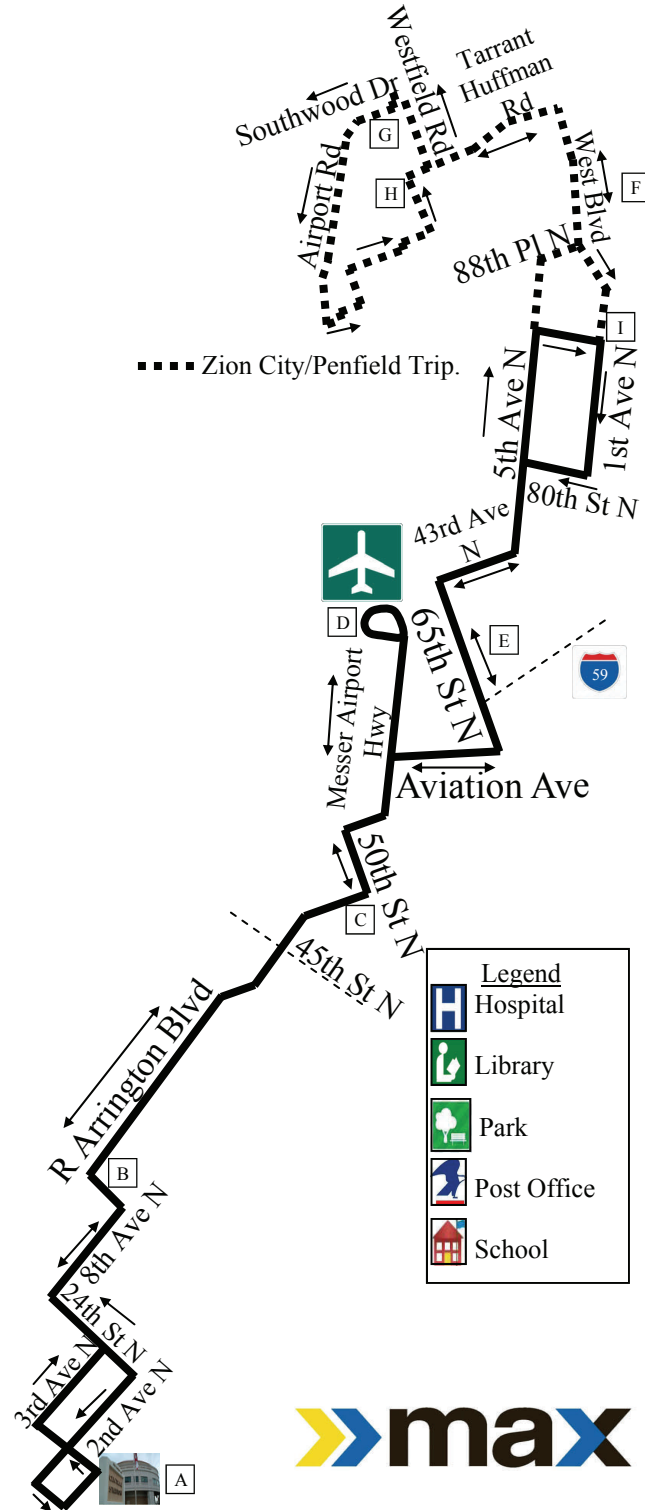 Southwood Dr
Westfield Rd
Tarrant
Huffman
Rd
G
F
H
Airport Rd
West Blvd
88th Pl N
I
Zion City/Penfield Trip.
5th Ave N
1st Ave N
80th St N
43rd Ave
N
D
65th St N
E
59
Messer Airport
Hwy
Aviation Ave
50th St N
C
45th St N
R Arrington Blvd
B
8th Ave N
24th St N
3rd Ave N
2nd Ave N
A
Legend
H Hospital
Library
Park
Post Office
School
max